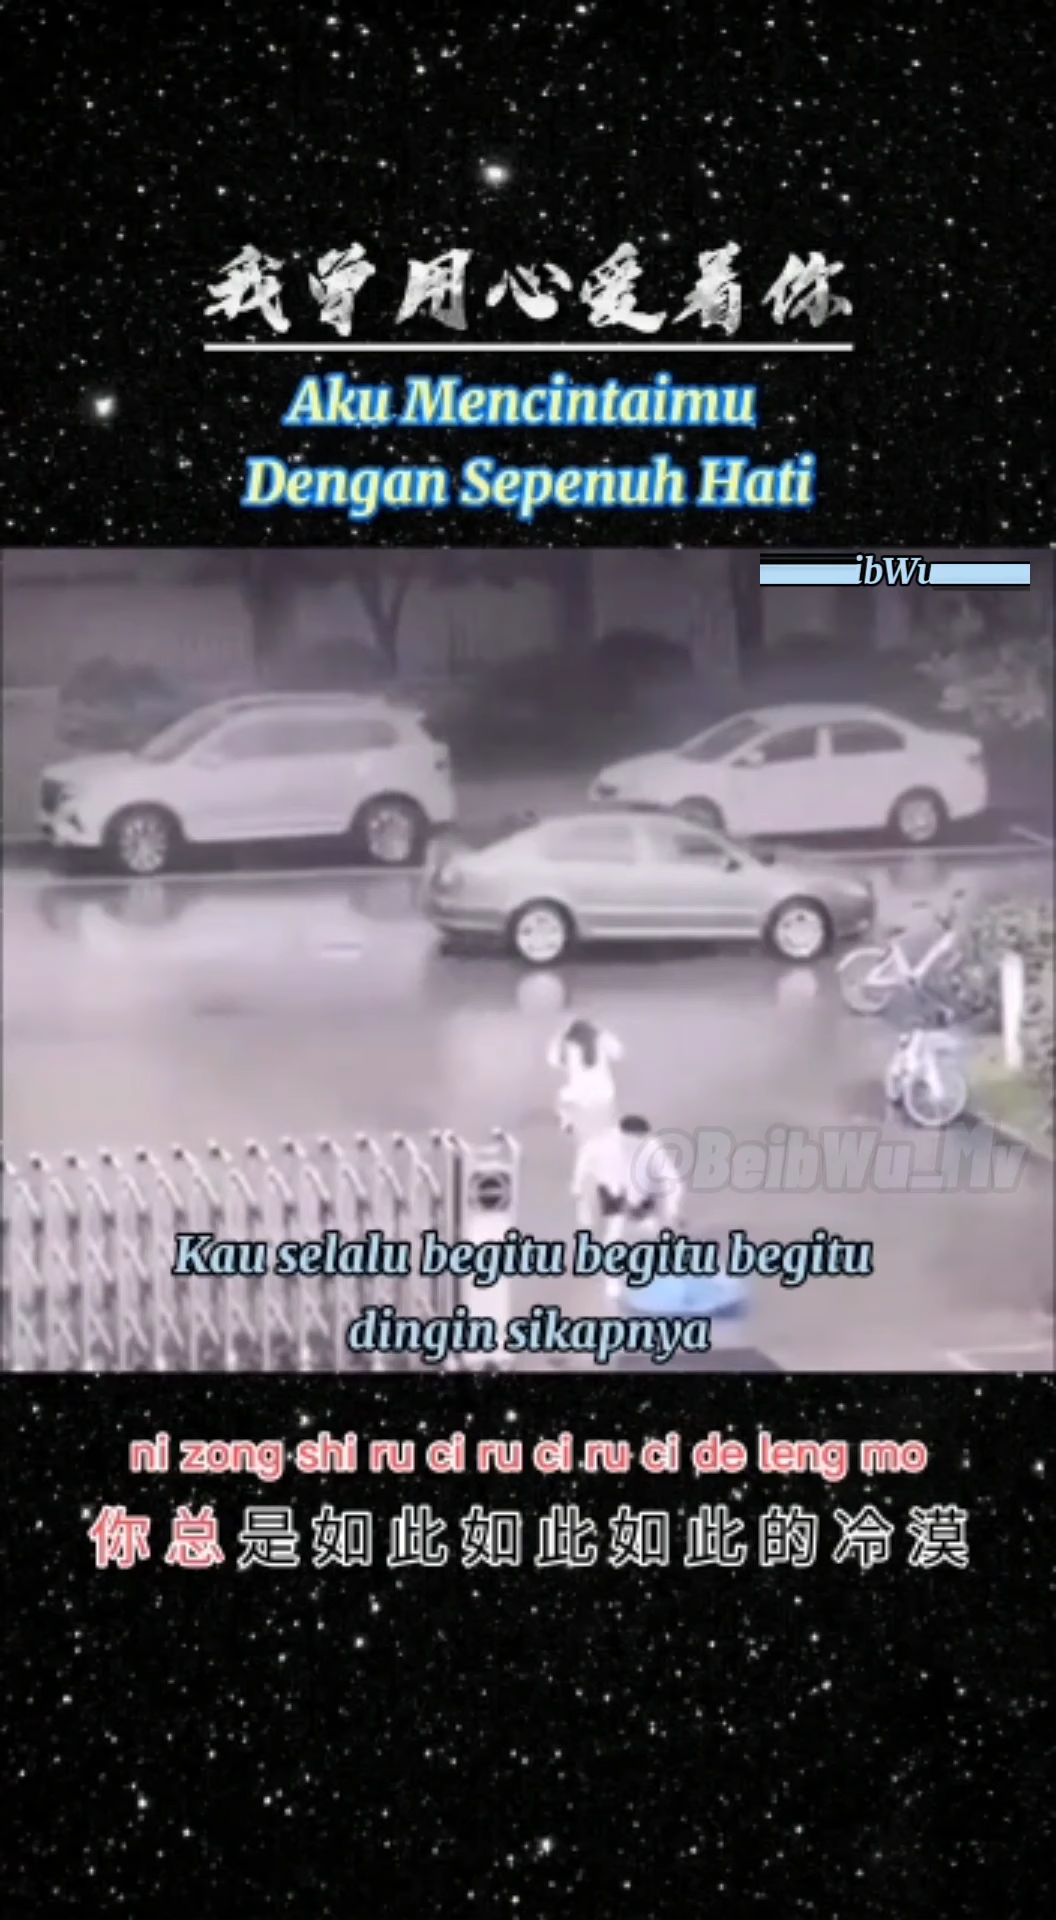 我曾用心爱着你
Aku Mencintaimu
Dengan Sepenuh Hati
ibWu
@BeibWu_Mv
Kau selalu begitu begitu begitu
dingin sikapnya
ni zong shi ru ci ru ci ru ci de leng mo
你总是如此如此如此的冷漠